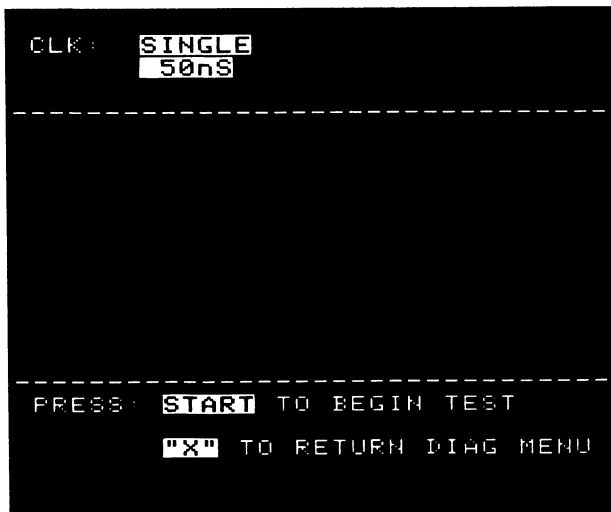 CLK: SINGLE
50nS
PRESS: START TO BEGIN TEST
"X" TO RETURN DIAG MENU